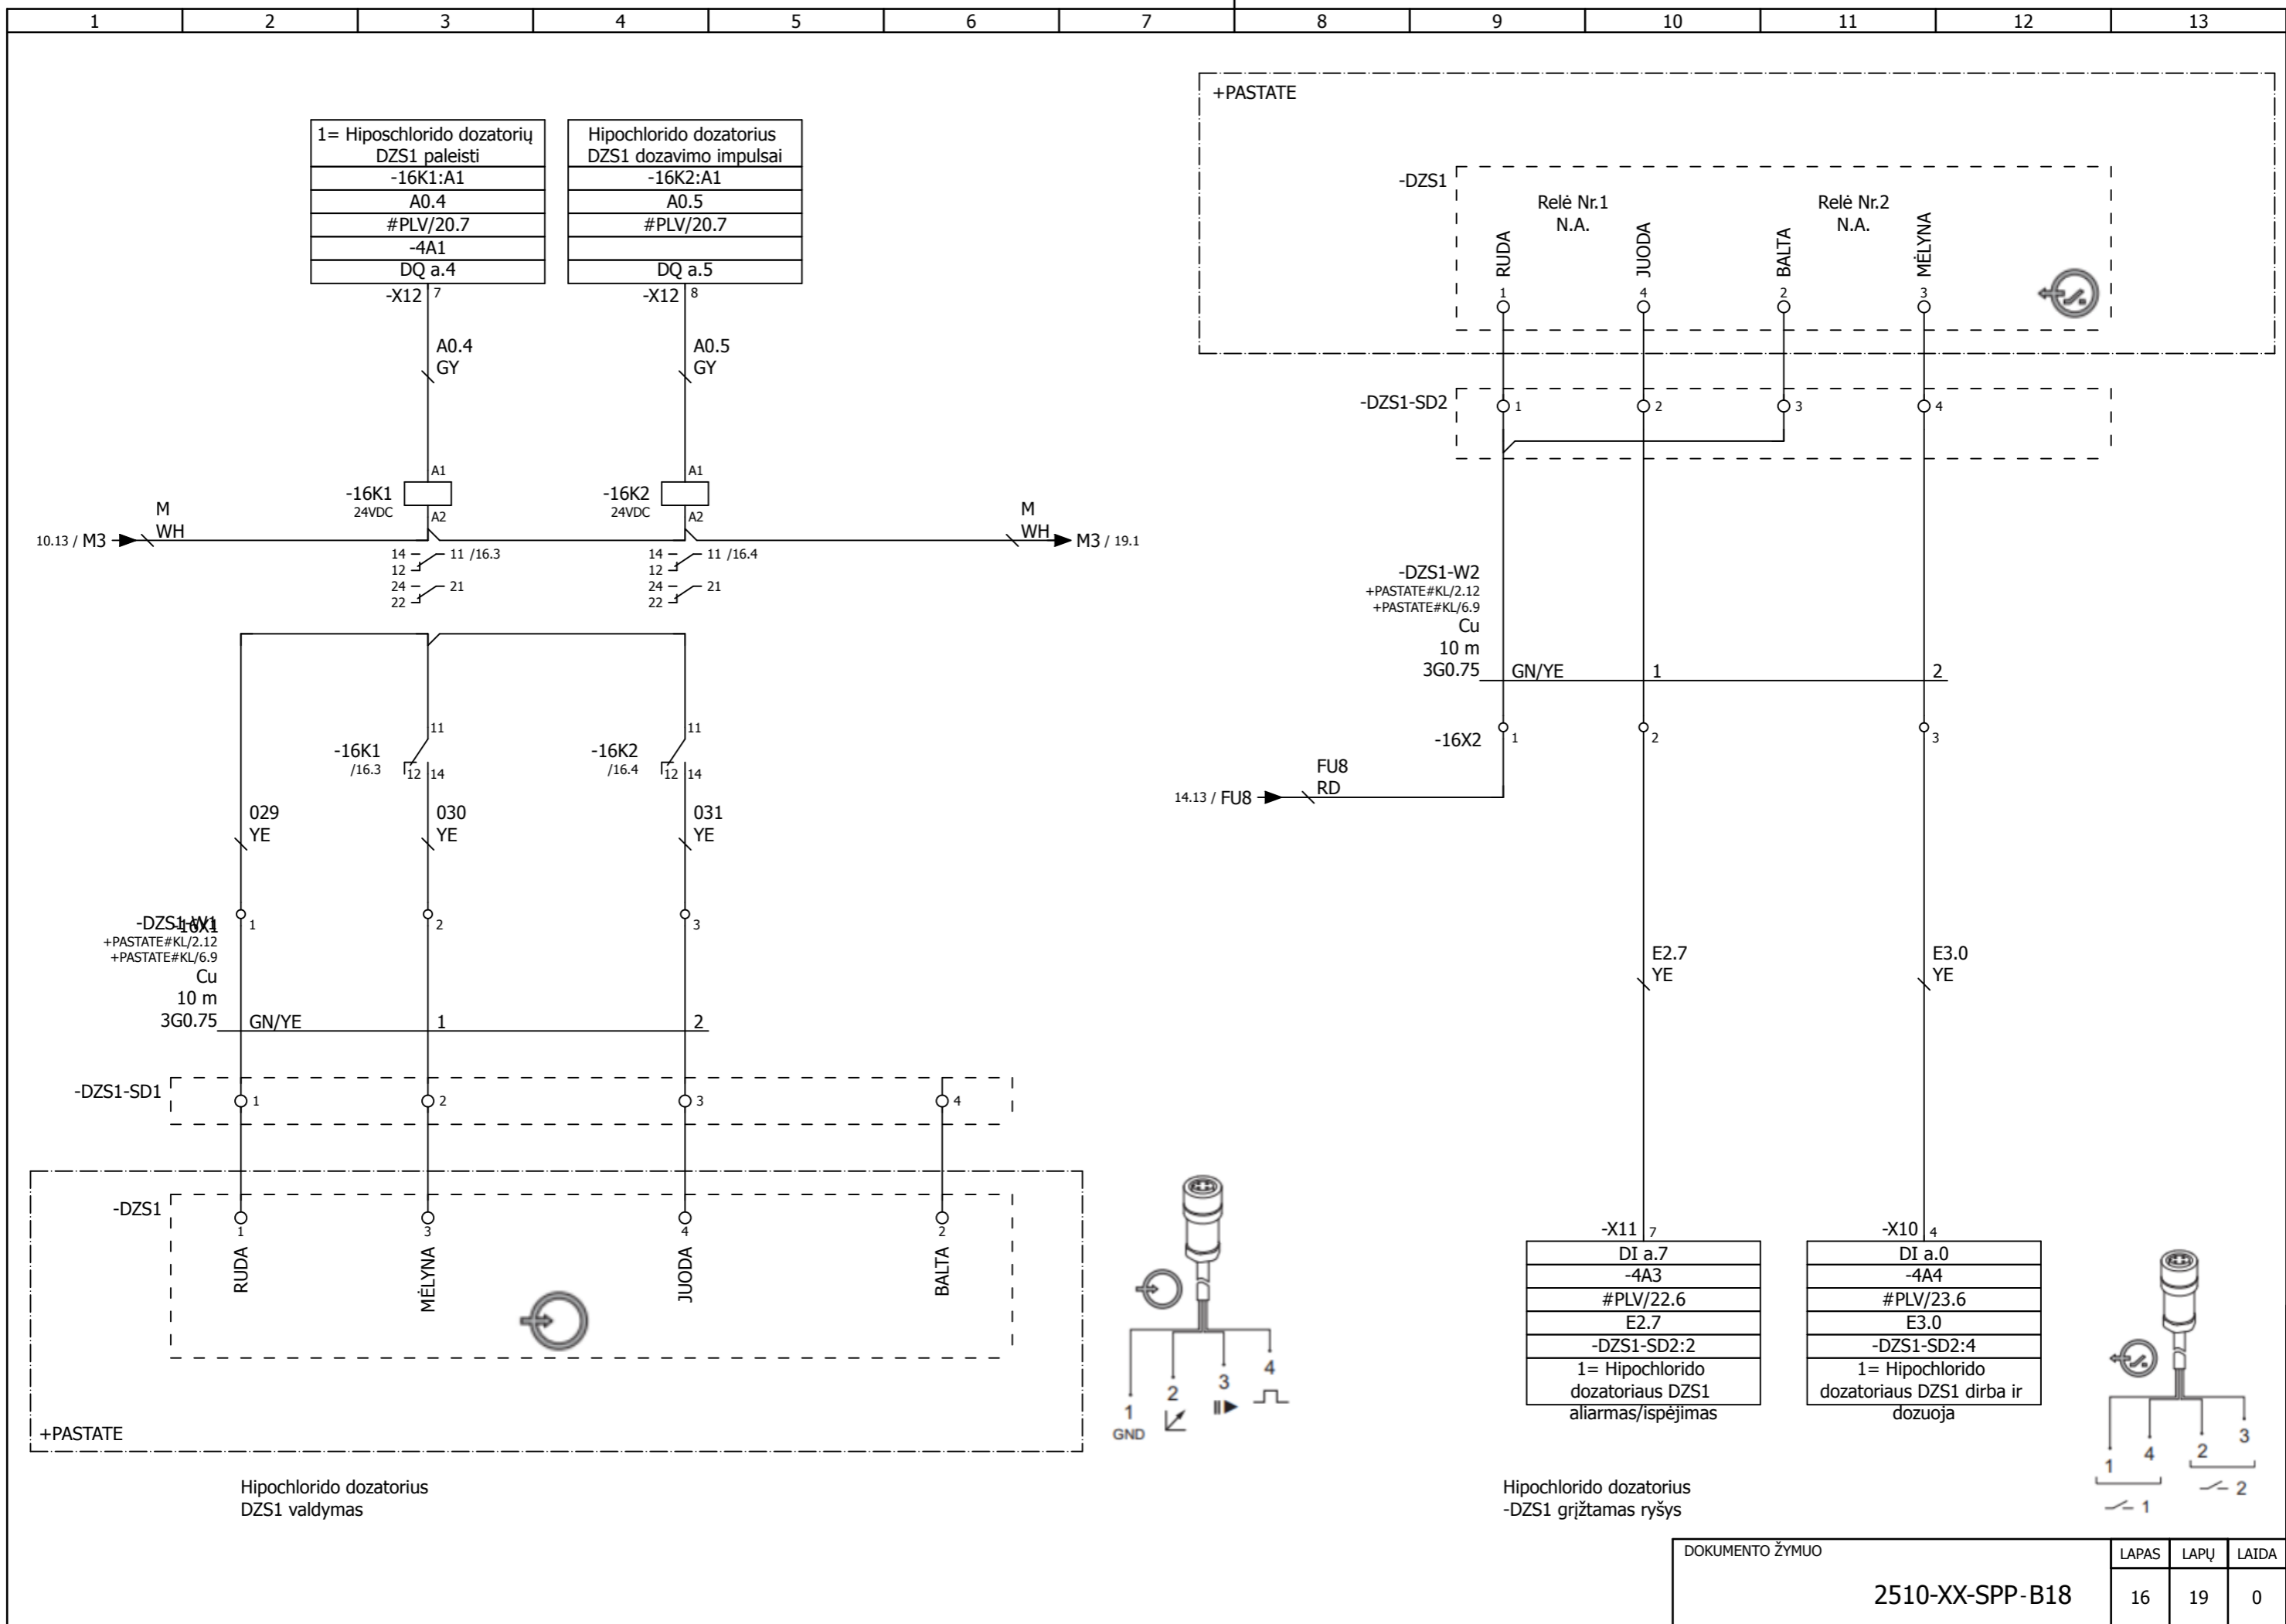 1 2 3 4 5 6 7 8 9 10 11 12 13
1= Hiposchlorido dozatorių
DZS1 paleisti
-16K1:A1
A0.4
#PLV/20.7
-4A1
DQ a.4
-X12 7
A0.4
GY
Hipochlorido dozatorius
DZS1 dozavimo impulsai
-16K2:A1
A0.5
#PLV/20.7
DQ a.5
-X12 8
A0.5
GY
A1
-16K1
24VDC
A2
A1
-16K2
24VDC
A2
10.13 / M3
M
WH
M
WH
M3 / 19.1
14 11 /16.3
12
24 21
22
14 11 /16.4
12
24 21
22
11
-16K1
/16.3
12 14
11
-16K2
/16.4
12 14
029
YE
030
YE
031
YE
-DZS1-W1
-16X1
1 2 3
+PASTATE#KL/2.12
+PASTATE#KL/6.9
Cu
10 m
3G0.75 GN/YE 1 2
-DZS1-SD1 1 2 3 4
-DZS1
1 3 4 2
RUDA
MĖLYNA
JUODA
BALTA
+PASTATE
1 2 3 4
GND
Hipochlorido dozatorius
DZS1 valdymas
+PASTATE
-DZS1
Relė Nr.1
N.A.
Relė Nr.2
N.A.
RUDA
JUODA
BALTA
MĖLYNA
1 4 2 3
-DZS1-SD2 1 2 3 4
-DZS1-W2
+PASTATE#KL/2.12
+PASTATE#KL/6.9
Cu
10 m
3G0.75 GN/YE 1 2
-16X2 1 2 3
14.13 / FU8
FU8
RD
E2.7
YE
E3.0
YE
-X11 7
DI a.7
-4A3
#PLV/22.6
E2.7
-DZS1-SD2:2
1= Hipochlorido
dozatoriaus DZS1
aliarmas/ispėjimas
-X10 4
DI a.0
-4A4
#PLV/23.6
E3.0
-DZS1-SD2:4
1= Hipochlorido
dozatoriaus DZS1 dirba ir
dozuoja
1 4 2 3
1 2
Hipochlorido dozatorius
-DZS1 grįžtamas ryšys
DOKUMENTO ŽYMUO
2510-XX-SPP-B18
LAPAS LAPŲ LAIDA
16 19 0